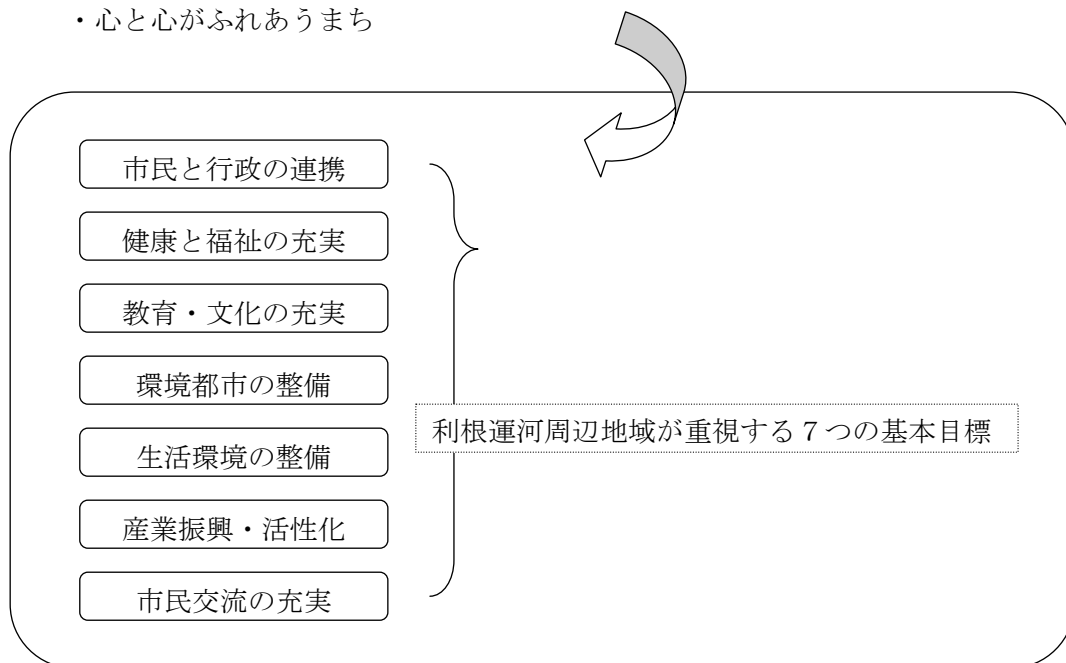 ・心と心がふれあうまち
市民と行政の連携
健康と福祉の充実
教育・文化の充実
環境都市の整備
生活環境の整備
産業振興・活性化
市民交流の充実
利根運河周辺地域が重視する７つの基本目標